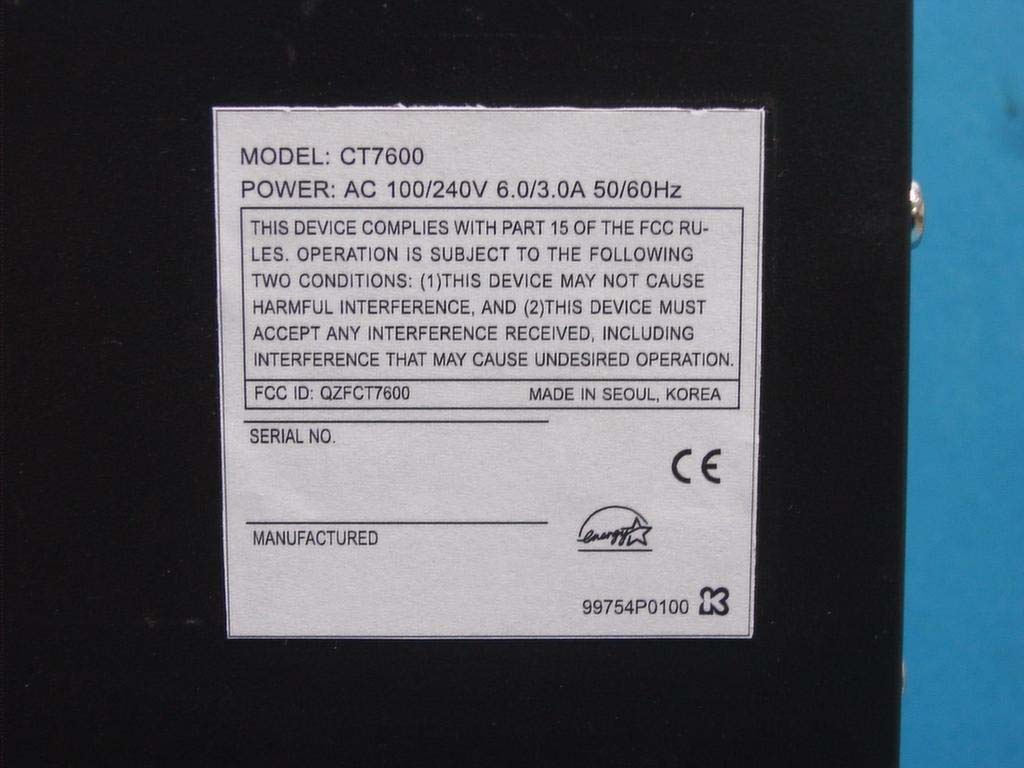 MODEL: CT7600
POWER: AC 100/240V 6.0/3.0A 50/60Hz
THIS DEVICE COMPLIES WITH PART 15 OF THE FCC RU-
LES. OPERATION IS SUBJECT TO THE FOLLOWING
TWO CONDITIONS: (1)THIS DEVICE MAY NOT CAUSE
HARMFUL INTERFERENCE, AND (2)THIS DEVICE MUST
ACCEPT ANY INTERFERENCE RECEIVED, INCLUDING
INTERFERENCE THAT MAY CAUSE UNDESIRED OPERATION.
FCC ID: QZFCT7600 MADE IN SEOUL, KOREA
SERIAL NO.
CE
energy
MANUFACTURED
99754P0100